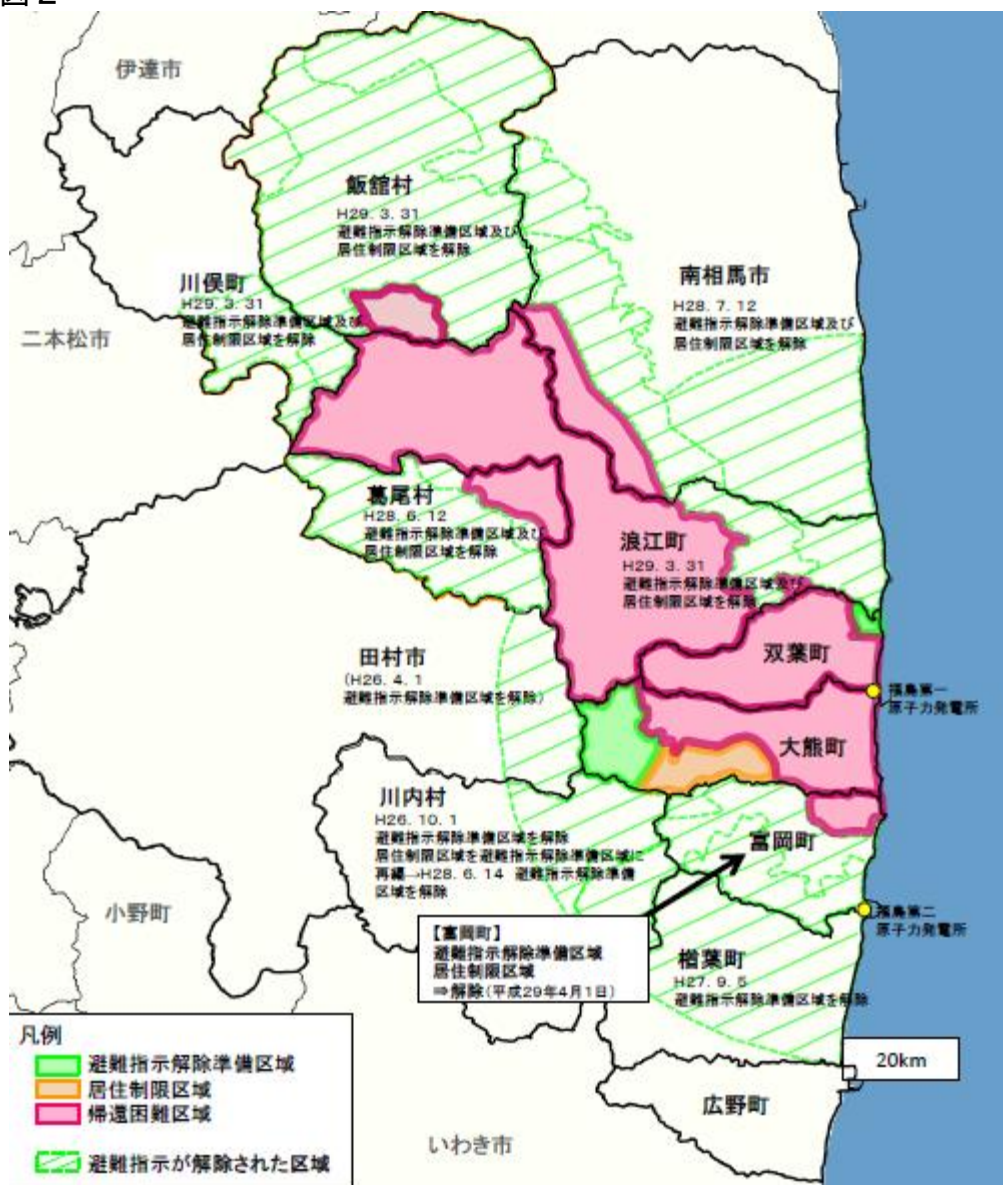 図2
伊達市
飯舘村
H29. 3. 31
避難指示解除準備区域及び
居住制限区域を解除
川俣町
H29. 3. 31
避難指示解除準備区域及び
居住制限区域を解除
南相馬市
H28. 7. 12
避難指示解除準備区域及び
居住制限区域を解除
二本松市
葛尾村
H28. 6. 12
避難指示解除準備区域及び
居住制限区域を解除
浪江町
H29. 3. 31
避難指示解除準備区域及び
居住制限区域を解除
田村市
(H26. 4. 1
避難指示解除準備区域を解除)
双葉町
福島第一
原子力発電所
大熊町
川内村
H26. 10. 1
避難指示解除準備区域を解除
居住制限区域を避難指示解除準備区域に
再編→H28. 6. 14 避難指示解除準備
区域を解除
富岡町
小野町
【富岡町】
避難指示解除準備区域
居住制限区域
⇒解除(平成29年4月1日)
福島第二
原子力発電所
楢葉町
H27. 9. 5
避難指示解除準備区域を解除
20km
広野町
いわき市
凡例
避難指示解除準備区域
居住制限区域
帰還困難区域
避難指示が解除された区域